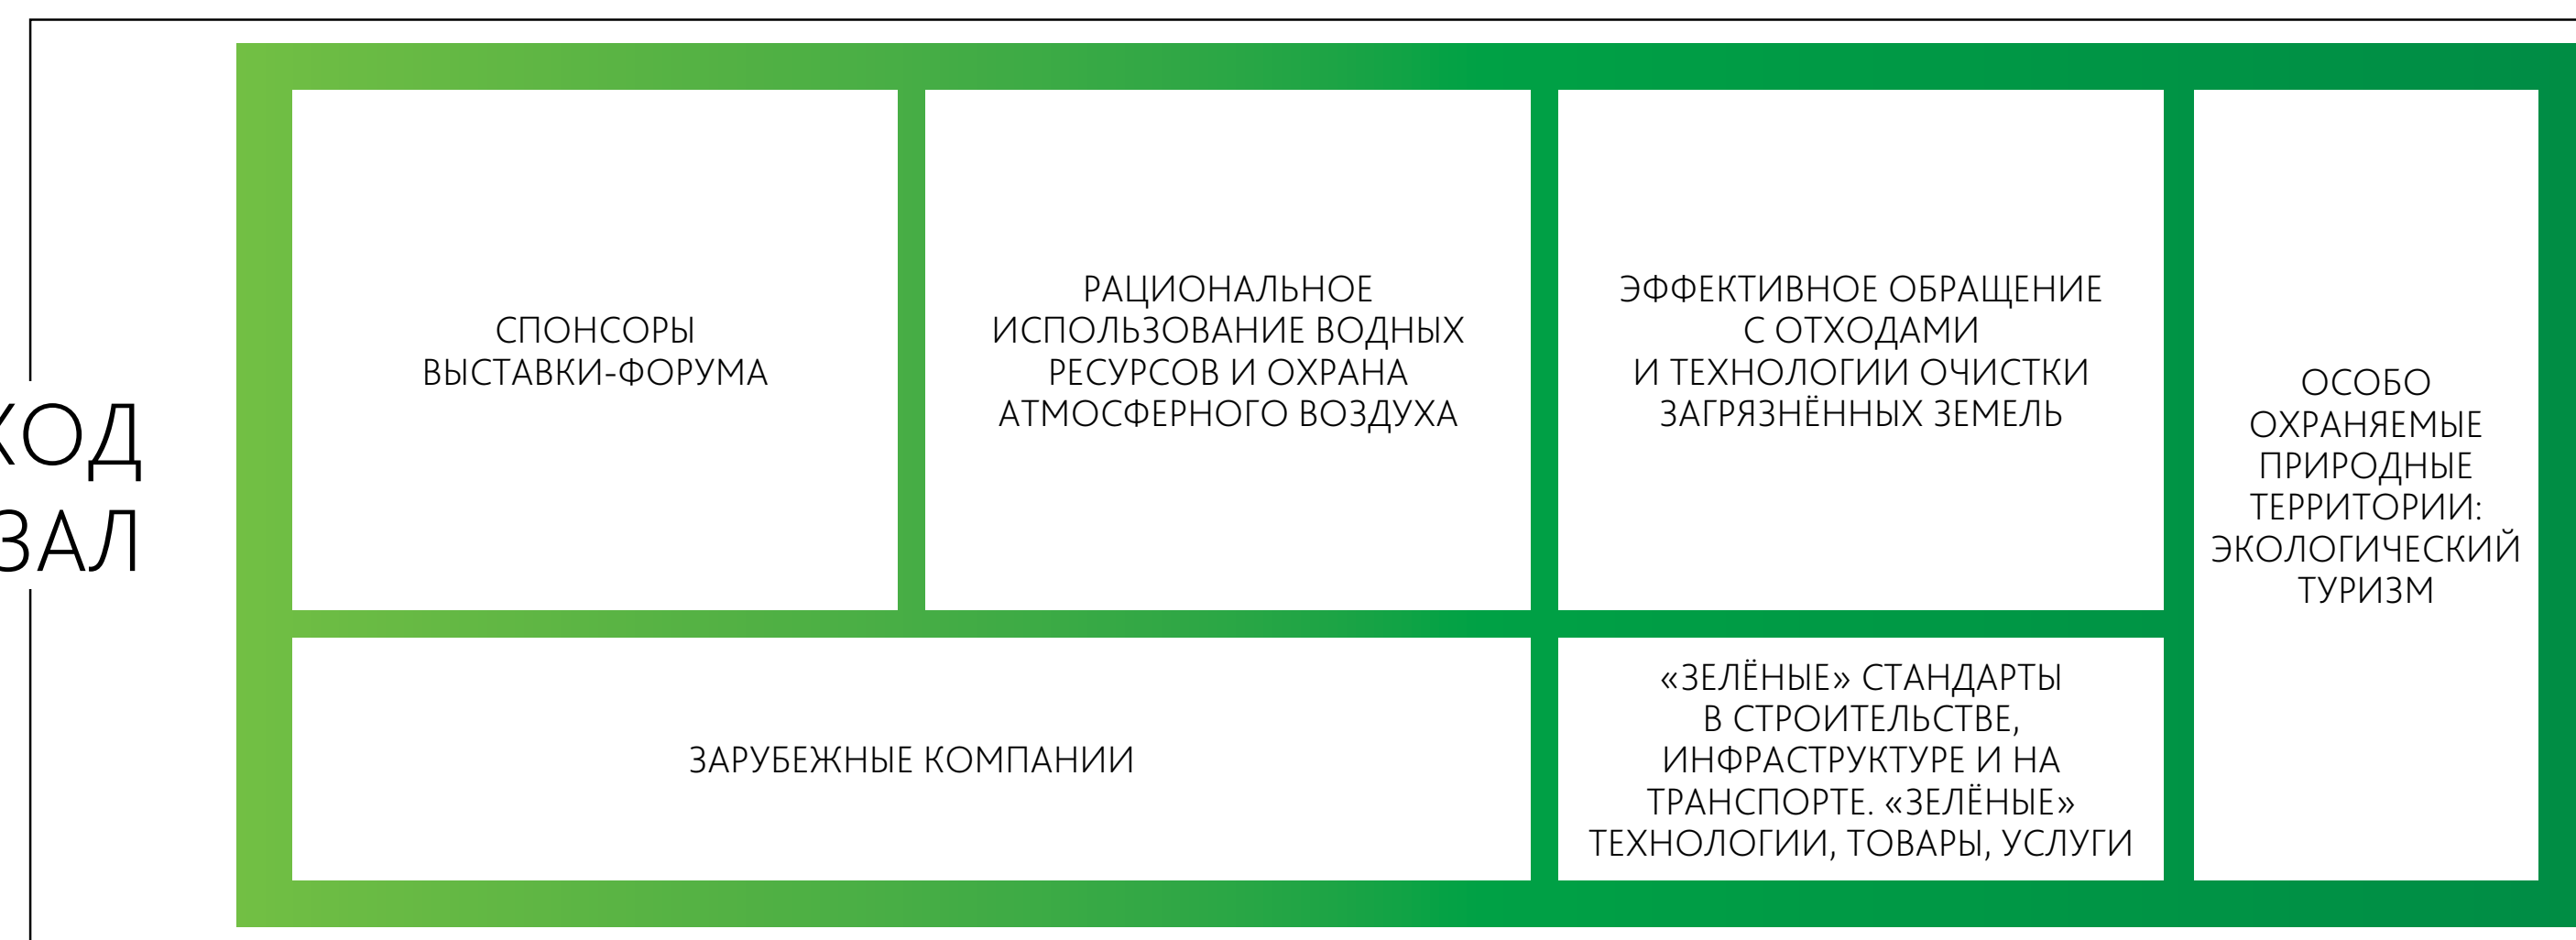 СПОНСОРЫ
ВЫСТАВКИ-ФОРУМА
РАЦИОНАЛЬНОЕ
ИСПОЛЬЗОВАНИЕ ВОДНЫХ
РЕСУРСОВ И ОХРАНА
АТМОСФЕРНОГО ВОЗДУХА
ЭФФЕКТИВНОЕ ОБРАЩЕНИЕ
С ОТХОДАМИ
И ТЕХНОЛОГИИ ОЧИСТКИ
ЗАГРЯЗНЁННЫХ ЗЕМЕЛЬ
ОСОБО
ОХРАНЯЕМЫЕ
ПРИРОДНЫЕ
ТЕРРИТОРИИ:
ЭКОЛОГИЧЕСКИЙ
ТУРИЗМ
ЗАЛ
ЗАРУБЕЖНЫЕ КОМПАНИИ
«ЗЕЛЁНЫЕ» СТАНДАРТЫ
В СТРОИТЕЛЬСТВЕ,
ИНФРАСТРУКТУРЕ И НА
ТРАНСПОРТЕ. «ЗЕЛЁНЫЕ»
ТЕХНОЛОГИИ, ТОВАРЫ, УСЛУГИ